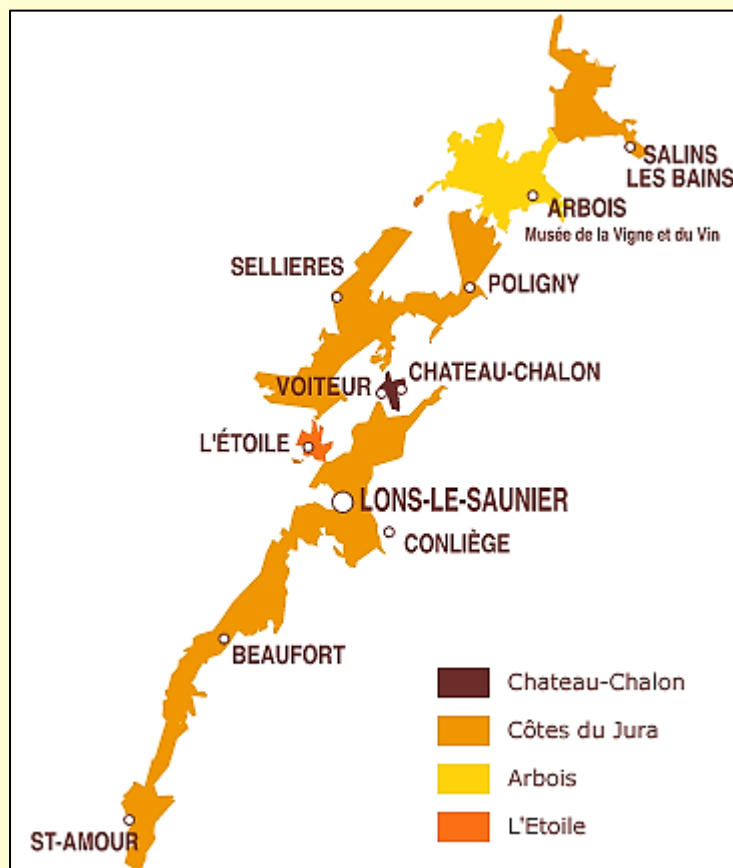 SALINS
LES BAINS
ARBOIS
Musée de la Vigne et du Vin
SELLIERES
POLIGNY
CHATEAU-CHALON
VOITEUR
L'ÉTOILE
LONS-LE-SAUNIER
CONLIÈGE
BEAUFORT
ST-AMOUR
Chateau-Chalon
Côtes du Jura
Arbois
L'Etoile